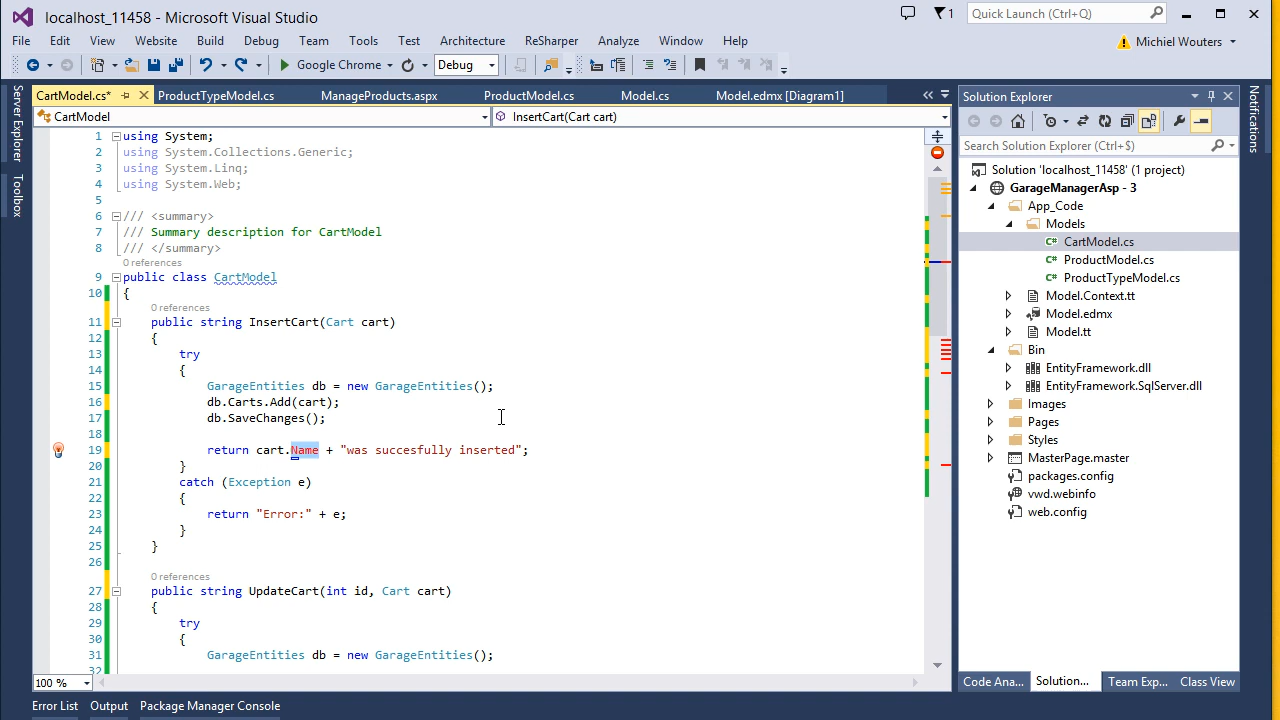 localhost_11458 - Microsoft Visual Studio
1
Quick Launch (Ctrl+Q)
File Edit View Website Build Debug Team Tools Test Architecture ReSharper Analyze Window Help
Michiel Wouters
Google Chrome Debug
CartModel.cs* ProductTypeModel.cs ManageProducts.aspx ProductModel.cs Model.cs Model.edmx [Diagram1]
CartModel InsertCart(Cart cart)
Server Explorer
Toolbox
1 using System;
2 using System.Collections.Generic;
3 using System.Linq;
4 using System.Web;
5
6 /// <summary>
7 /// Summary description for CartModel
8 /// </summary>
0 references
9 public class CartModel
10 {
0 references
11 public string InsertCart(Cart cart)
12 {
13 try
14 {
15 GarageEntities db = new GarageEntities();
16 db.Carts.Add(cart);
17 db.SaveChanges();
18
19 return cart.Name + "was succesfully inserted";
20 }
21 catch (Exception e)
22 {
23 return "Error:" + e;
24 }
25 }
26
0 references
27 public string UpdateCart(int id, Cart cart)
28 {
29 try
30 {
31 GarageEntities db = new GarageEntities();
32
100 %
Solution Explorer
Search Solution Explorer (Ctrl+$)
Solution 'localhost_11458' (1 project)
GarageManagerAsp - 3
App_Code
Models
CartModel.cs
ProductModel.cs
ProductTypeModel.cs
Model.Context.tt
Model.edmx
Model.tt
Bin
EntityFramework.dll
EntityFramework.SqlServer.dll
Images
Pages
Styles
MasterPage.master
packages.config
vwd.webinfo
web.config
Notifications
Code Ana... Solution... Team Exp... Class View
Error List Output Package Manager Console